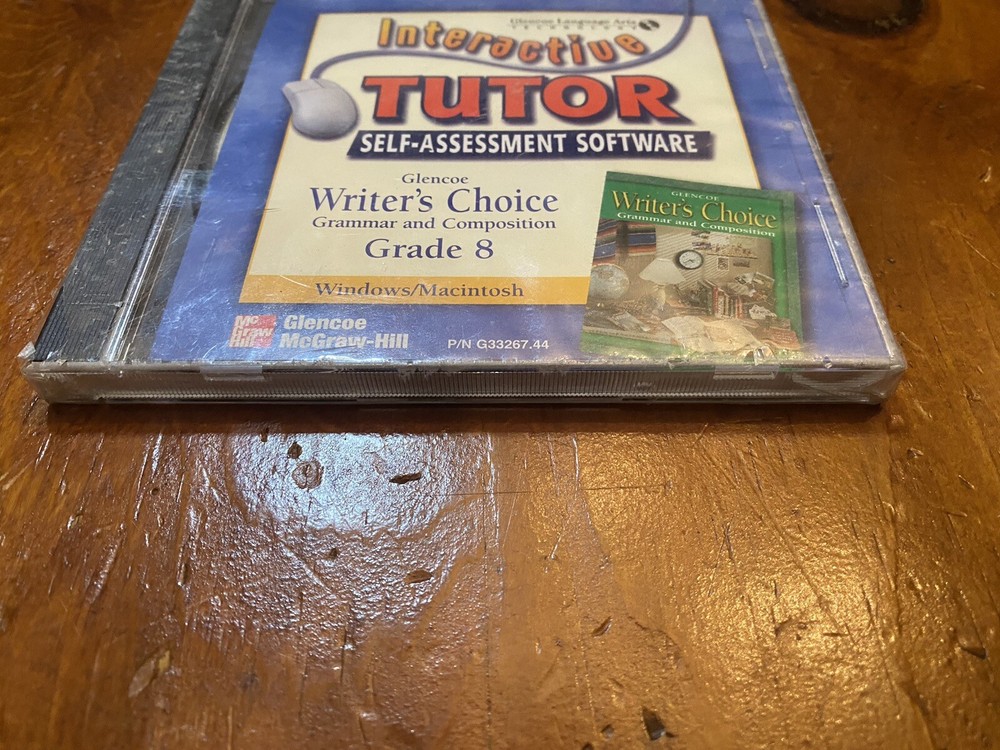 Glencoe Language Arts
TECHNOLOGY
Interactive
TUTOR
SELF-ASSESSMENT SOFTWARE
Glencoe
Writer's Choice
Grammar and Composition
Grade 8
Windows/Macintosh
GLENCOE
Writer's Choice
Grammar and Composition
Mc
Graw
Hill
Glencoe
McGraw-Hill
P/N G33267.44